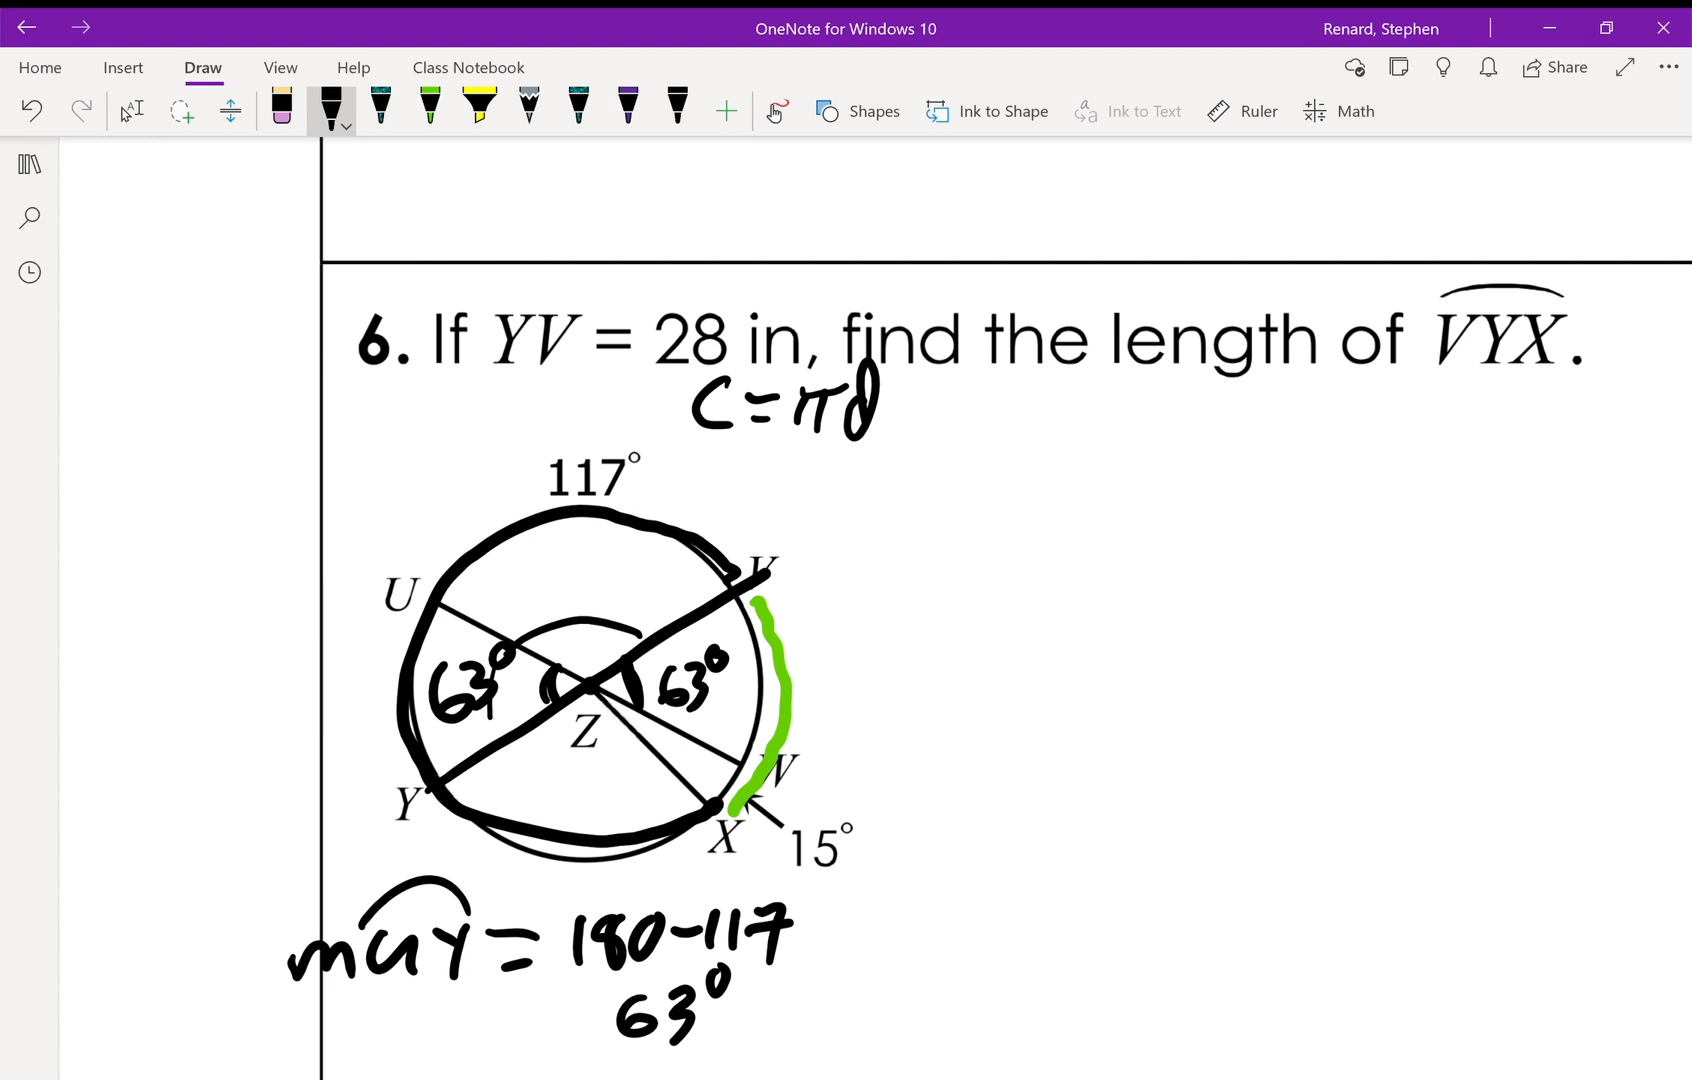 OneNote for Windows 10
Renard, Stephen
Home Insert Draw View Help Class Notebook
Share
Shapes Ink to Shape Ink to Text Ruler Math
6. If YV = 28 in, find the length of VYX.
C = πd
117°
U
V
63°
63°
Z
Y
W
X
15°
mUY = 180-117
63°